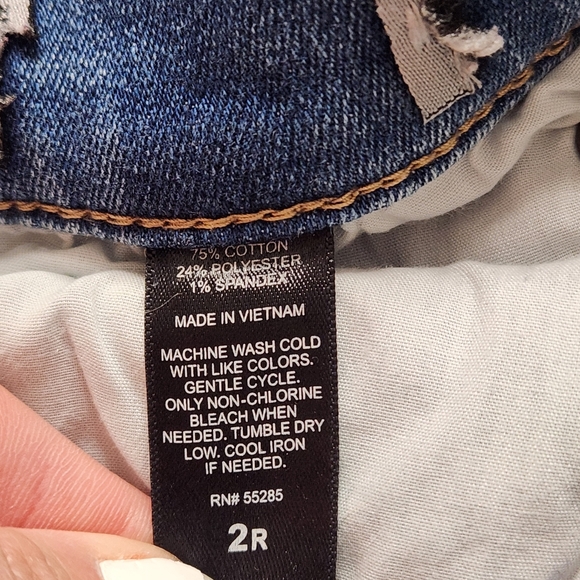 75% COTTON
24% POLYESTER
1% SPANDEX
MADE IN VIETNAM
MACHINE WASH COLD
WITH LIKE COLORS.
GENTLE CYCLE.
ONLY NON-CHLORINE
BLEACH WHEN
NEEDED. TUMBLE DRY
LOW. COOL IRON
IF NEEDED.
RN# 55285
2R